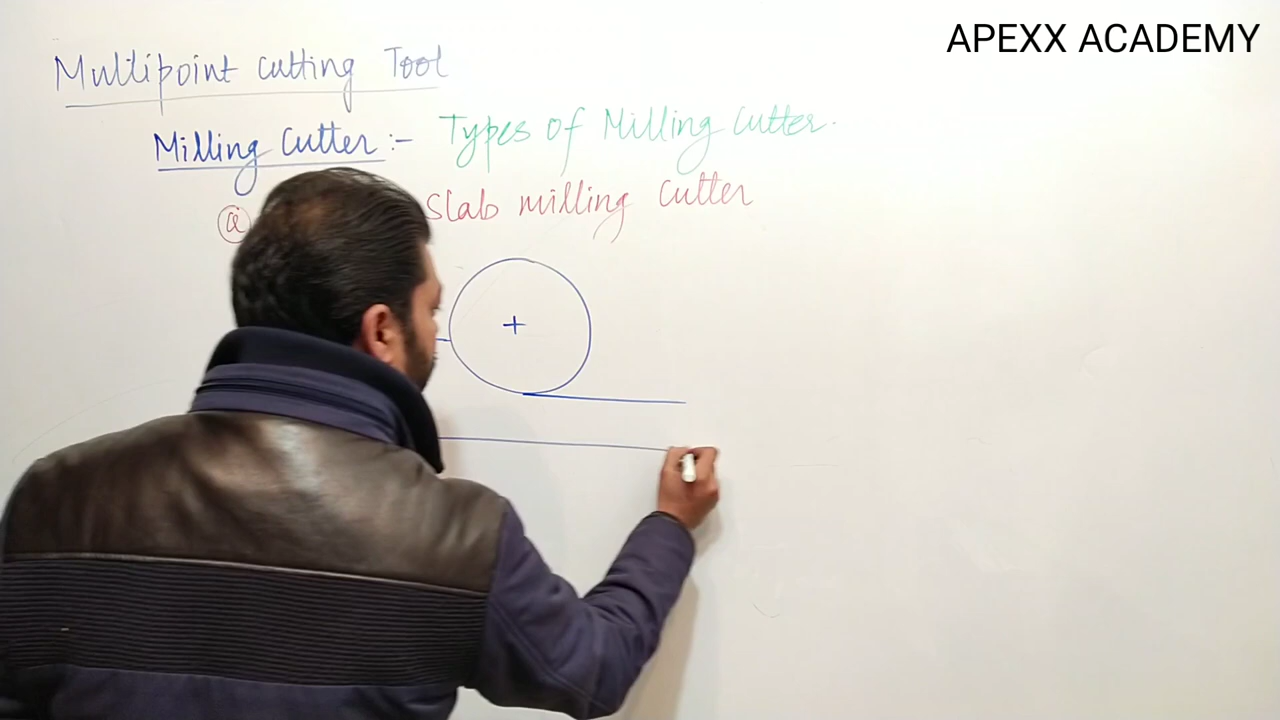 APEXX ACADEMY
Multipoint Cutting Tool
Milling Cutter :- Types of Milling Cutter.
Slab milling Cutter